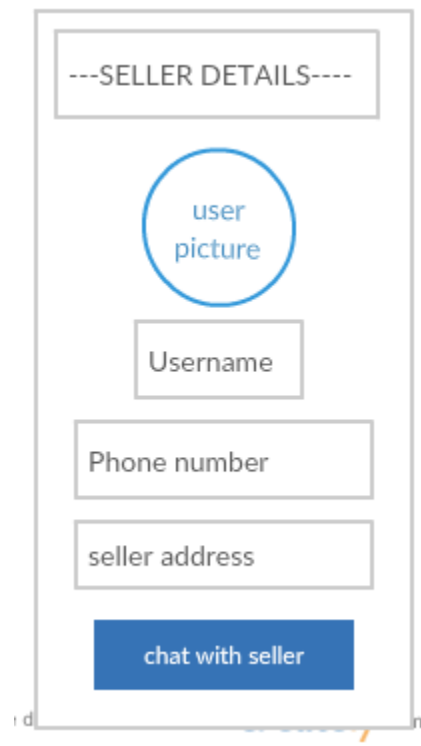 ---SELLER DETAILS----
user
picture
Username
Phone number
seller address
chat with seller